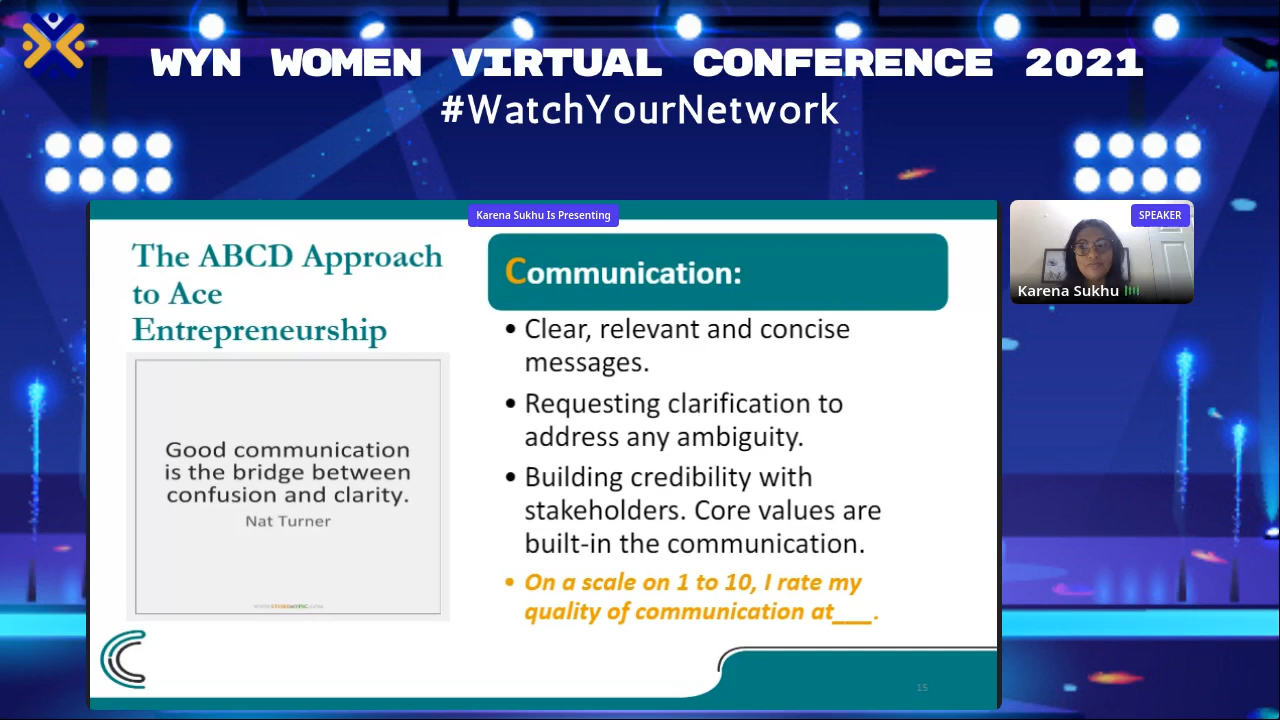 WYN WOMEN VIRTUAL CONFERENCE 2021
#WatchYourNetwork
Karena Sukhu Is Presenting
SPEAKER
Karena Sukhu
The ABCD Approach
to Ace
Entrepreneurship
Good communication
is the bridge between
confusion and clarity.
Nat Turner
Communication:
• Clear, relevant and concise
messages.
• Requesting clarification to
address any ambiguity.
• Building credibility with
stakeholders. Core values are
built-in the communication.
• On a scale on 1 to 10, I rate my
quality of communication at___.
15